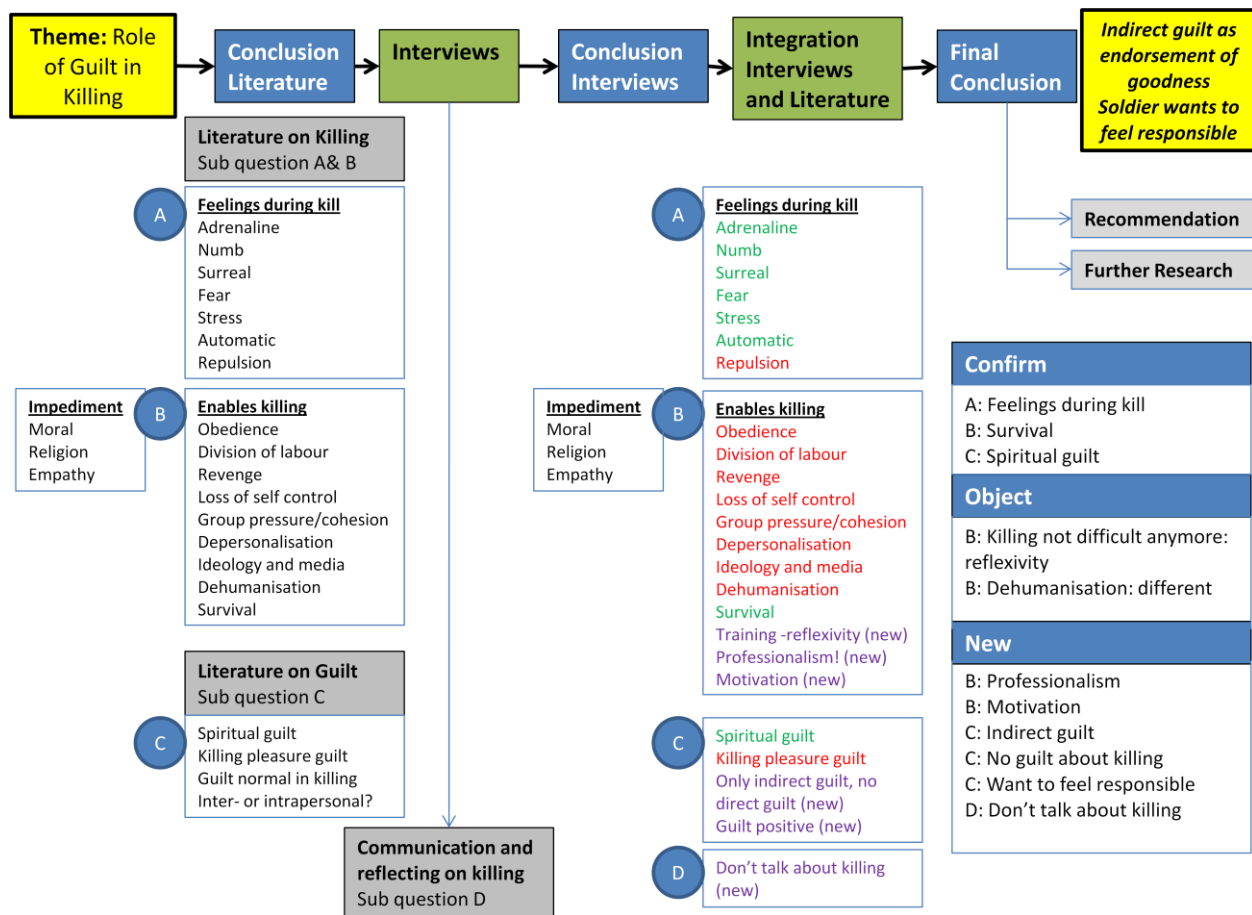 Theme: Role
of Guilt in
Killing
Conclusion
Literature
Interviews
Conclusion
Interviews
Integration
Interviews
and Literature
Final
Conclusion
Indirect guilt as
endorsement of
goodness
Soldier wants to
feel responsible
Literature on Killing
Sub question A& B
A
Feelings during kill
Adrenaline
Numb
Surreal
Fear
Stress
Automatic
Repulsion
Impediment
Moral
Religion
Empathy
B
Enables killing
Obedience
Division of labour
Revenge
Loss of self control
Group pressure/cohesion
Depersonalisation
Ideology and media
Dehumanisation
Survival
Literature on Guilt
Sub question C
C
Spiritual guilt
Killing pleasure guilt
Guilt normal in killing
Inter- or intrapersonal?
Communication and
reflecting on killing
Sub question D
A
Feelings during kill
Adrenaline
Numb
Surreal
Fear
Stress
Automatic
Repulsion
Impediment
Moral
Religion
Empathy
B
Enables killing
Obedience
Division of labour
Revenge
Loss of self control
Group pressure/cohesion
Depersonalisation
Ideology and media
Dehumanisation
Survival
Training -reflexivity (new)
Professionalism! (new)
Motivation (new)
C
Spiritual guilt
Killing pleasure guilt
Only indirect guilt, no
direct guilt (new)
Guilt positive (new)
D
Don’t talk about killing
(new)
Recommendation
Further Research
Confirm
A: Feelings during kill
B: Survival
C: Spiritual guilt
Object
B: Killing not difficult anymore:
reflexivity
B: Dehumanisation: different
New
B: Professionalism
B: Motivation
C: Indirect guilt
C: No guilt about killing
C: Want to feel responsible
D: Don’t talk about killing